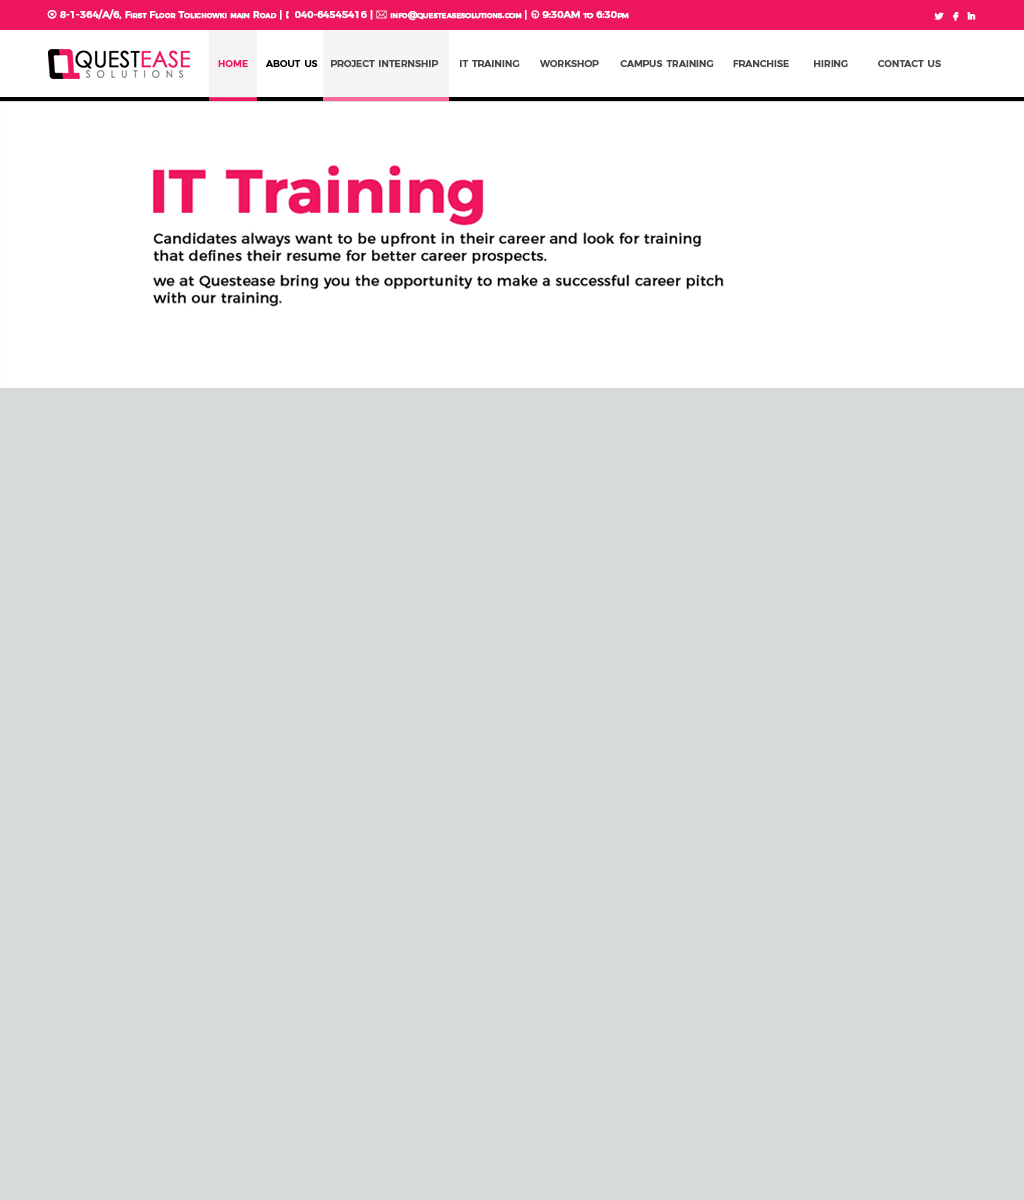 8-1-364/A/6, First Floor Tolichowki main Road | 040-64545416 | info@questeasesolutions.com | 9:30AM to 6:30pm
QUESTEASE
SOLUTIONS
HOME ABOUT US PROJECT INTERNSHIP IT TRAINING WORKSHOP CAMPUS TRAINING FRANCHISE HIRING CONTACT US
IT Training
Candidates always want to be upfront in their career and look for training
that defines their resume for better career prospects.
we at Questease bring you the opportunity to make a successful career pitch
with our training.